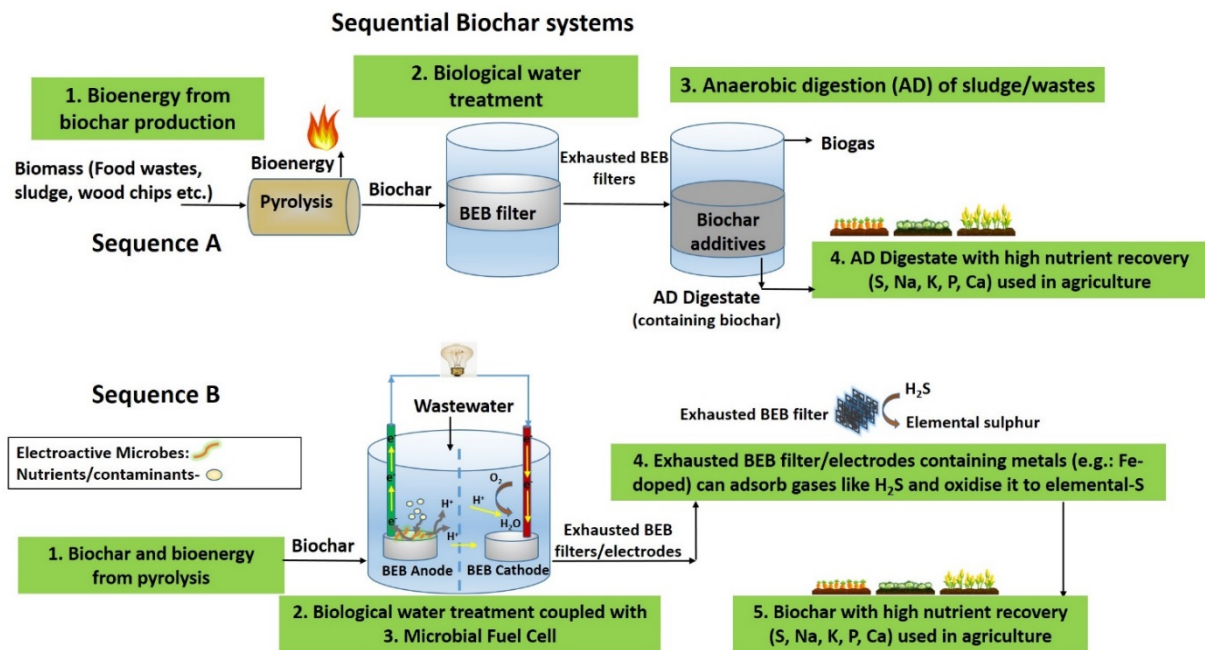 Sequential Biochar systems
1. Bioenergy from
biochar production
2. Biological water
treatment
3. Anaerobic digestion (AD) of sludge/wastes
Biomass (Food wastes,
sludge, wood chips etc.)
Bioenergy
Pyrolysis
Biochar
BEB filter
Exhausted BEB
filters
Biogas
Biochar
additives
Sequence A
4. AD Digestate with high nutrient recovery
(S, Na, K, P, Ca) used in agriculture
AD Digestate
(containing biochar)
Sequence B
Electroactive Microbes:
Nutrients/contaminants-
Wastewater
e-
e-
e-
e-
e-
e-
O2
H+
H+
H+
H2O
BEB Anode
BEB Cathode
1. Biochar and bioenergy
from pyrolysis
Biochar
2. Biological water treatment coupled with
3. Microbial Fuel Cell
Exhausted BEB
filters/electrodes
Exhausted BEB filter
H2S
Elemental sulphur
4. Exhausted BEB filter/electrodes containing metals (e.g.: Fe-
doped) can adsorb gases like H2S and oxidise it to elemental-S
5. Biochar with high nutrient recovery
(S, Na, K, P, Ca) used in agriculture